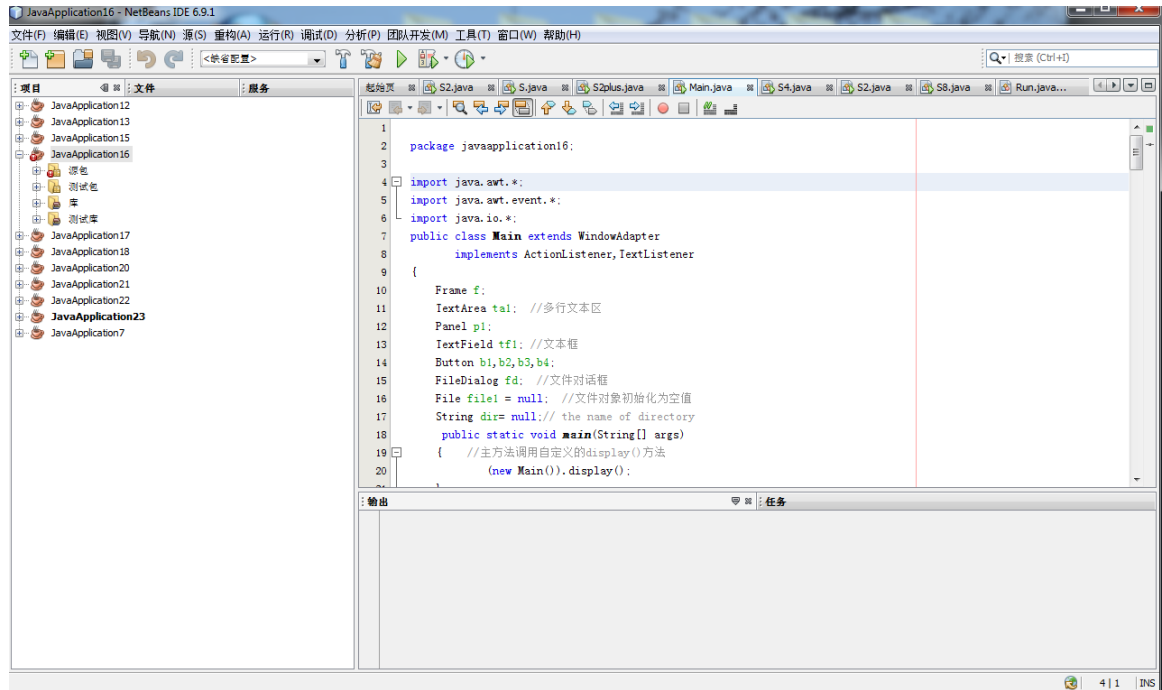 JavaApplication16 - NetBeans IDE 6.9.1
文件(F) 编辑(E) 视图(V) 导航(N) 源(S) 重构(A) 运行(R) 调试(D) 分析(P) 团队开发(M) 工具(T) 窗口(W) 帮助(H)
<缺省配置> 搜索 (Ctrl+I)
项目 文件 服务
JavaApplication12
JavaApplication13
JavaApplication15
JavaApplication16
源包
测试包
库
测试库
JavaApplication17
JavaApplication18
JavaApplication20
JavaApplication21
JavaApplication22
JavaApplication23
JavaApplication7
起始页 S2.java S.java S2plus.java Main.java S4.java S2.java S8.java Run.java...
1
2 package javaapplication16;
3
4 import java.awt.*;
5 import java.awt.event.*;
6 import java.io.*;
7 public class Main extends WindowAdapter
8 implements ActionListener,TextListener
9 {
10 Frame f;
11 TextArea ta1; //多行文本区
12 Panel p1;
13 TextField tf1; //文本框
14 Button b1,b2,b3,b4;
15 FileDialog fd; //文件对话框
16 File file1 = null; //文件对象初始化为空值
17 String dir= null;// the name of directory
18 public static void main(String[] args)
19 { //主方法调用自定义的display()方法
20 (new Main()).display();
输出 任务
4|1 INS